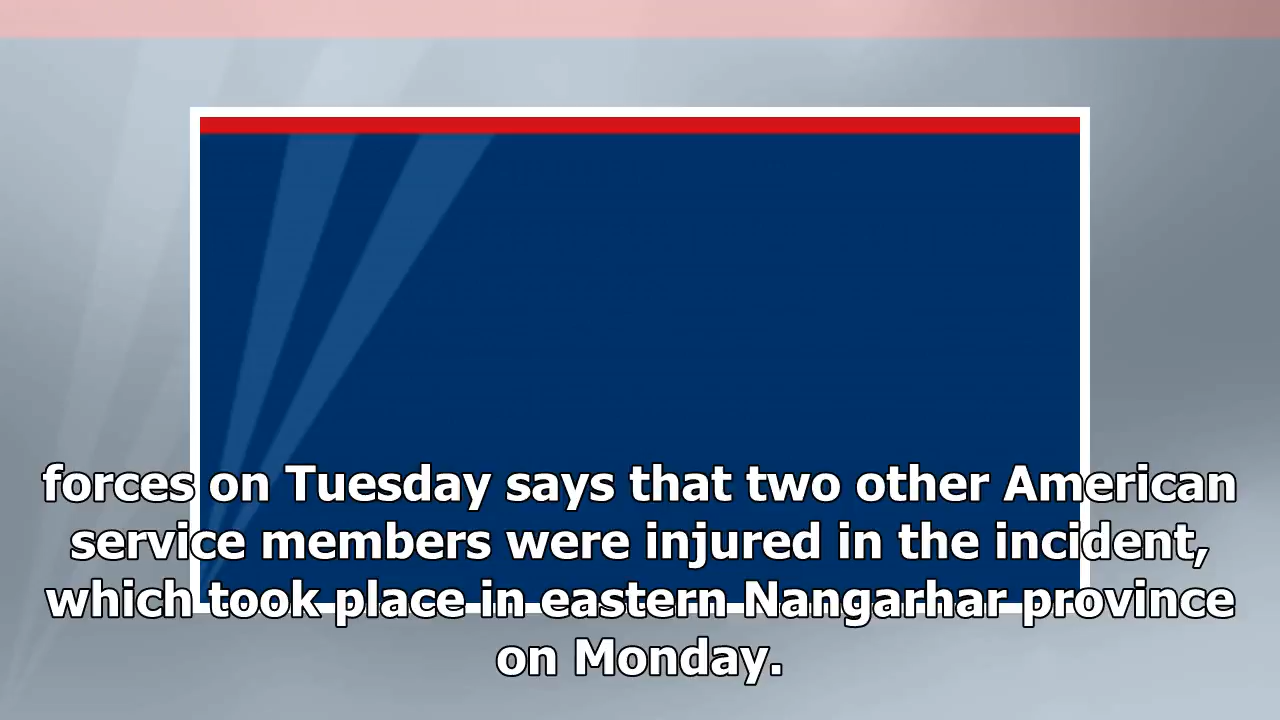 forces on Tuesday says that two other American
service members were injured in the incident,
which took place in eastern Nangarhar province
on Monday.